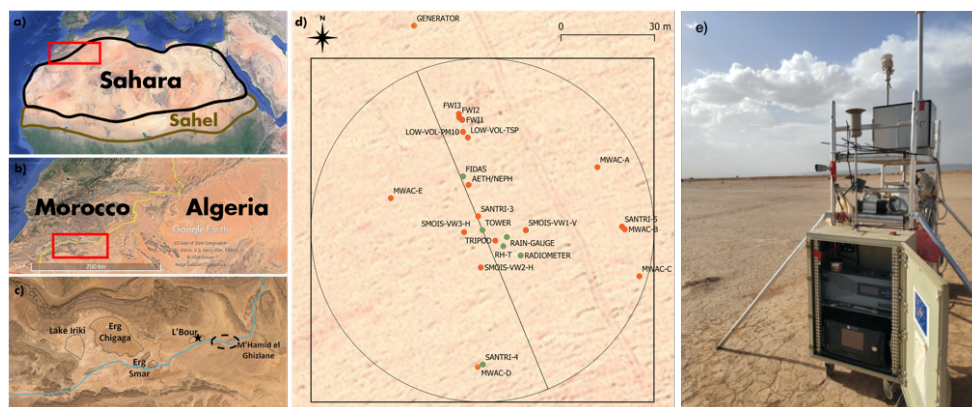 a)
Sahara
Sahel
b)
Morocco
Algeria
Google Earth
200 km
c)
Lake Iriki
Erg
Chigaga
L'Bour
Erg
Smar
M'Hamid el
Ghizlane
d)
N
GENERATOR
0
30 m
FWI3
FWI2
FWI1
LOW-VOL-PM10
LOW-VOL-TSP
MWAC-A
FIDAS
AETH/NEPH
MWAC-E
SANTRI-3
TOWER
SMOIS-VW3-H
SMOIS-VW1-V
SANTRI-5
MWAC-B
TRIPOD
RAIN-GAUGE
RH-T
RADIOMETER
SMOIS-VW2-H
MWAC-C
SANTRI-4
MWAC-D
e)